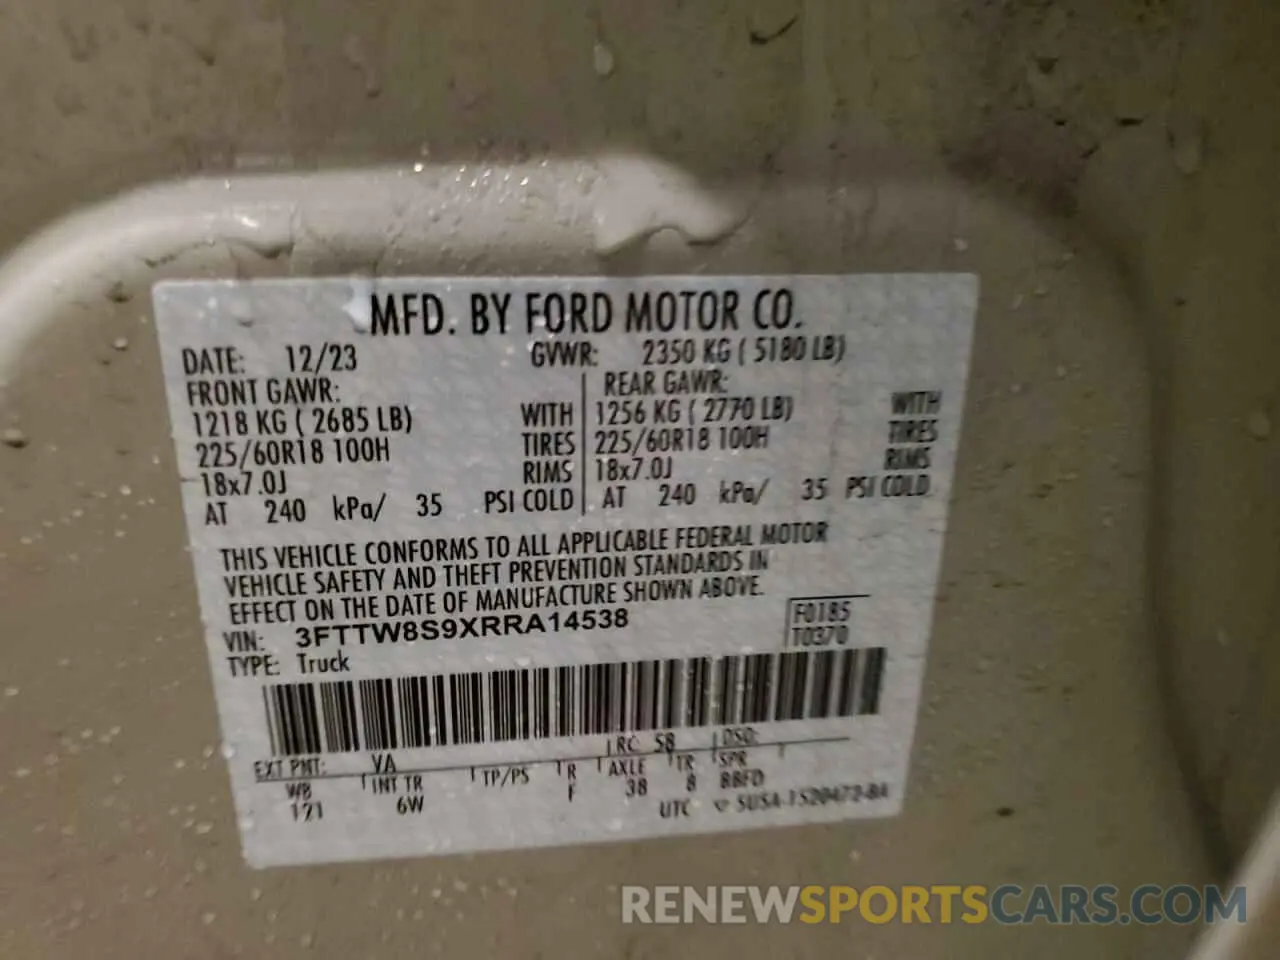 MFD. BY FORD MOTOR CO.
DATE: 12/23 GVWR: 2350 KG ( 5180 LB)
FRONT GAWR: REAR GAWR:
1218 KG ( 2685 LB) WITH 1256 KG ( 2770 LB) WITH
225/60R18 100H TIRES 225/60R18 100H TIRES
18x7.0J RIMS 18x7.0J RIMS
AT 240 kPa/ 35 PSI COLD AT 240 kPa/ 35 PSI COLD
THIS VEHICLE CONFORMS TO ALL APPLICABLE FEDERAL MOTOR
VEHICLE SAFETY AND THEFT PREVENTION STANDARDS IN
EFFECT ON THE DATE OF MANUFACTURE SHOWN ABOVE.
VIN: 3FTTW8S9XRRA14538 F0185
TYPE: Truck T0370
EXT PNT: YA RC 58 DSO:
WB INT TR TP/PS R AXLE TR SPR
121 6W F 38 8 BBFD
UTC 5USA-1520472-BA
RENEWSPORTSCARS.COM